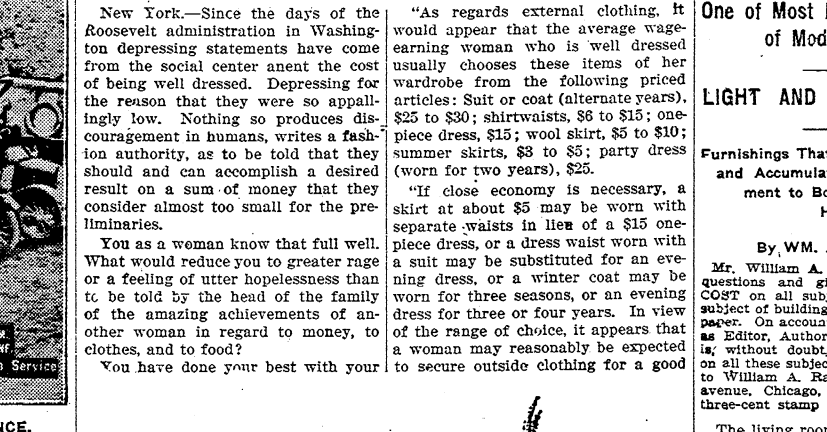 Service
NCE.
New York.—Since the days of the
Roosevelt administration in Washing-
ton depressing statements have come
from the social center anent the cost
of being well dressed. Depressing for
the reason that they were so appall-
ingly low. Nothing so produces dis-
couragement in humans, writes a fash-
ion authority, as to be told that they
should and can accomplish a desired
result on a sum of money that they
consider almost too small for the pre-
liminaries.
You as a woman know that full well.
What would reduce you to greater rage
or a feeling of utter hopelessness than
to be told by the head of the family
of the amazing achievements of an-
other woman in regard to money, to
clothes, and to food?
You have done your best with your
"As regards external clothing, it
would appear that the average wage-
earning woman who is well dressed
usually chooses these items of her
wardrobe from the following priced
articles: Suit or coat (alternate years),
$25 to $30; shirtwaists, $6 to $15; one-
piece dress, $15; wool skirt, $5 to $10;
summer skirts, $3 to $5; party dress
(worn for two years), $25.
"If close economy is necessary, a
skirt at about $5 may be worn with
separate waists in lieu of a $15 one-
piece dress, or a dress waist worn with
a suit may be substituted for an eve-
ning dress, or a winter coat may be
worn for three seasons, or an evening
dress for three or four years. In view
of the range of choice, it appears that
a woman may reasonably be expected
to secure outside clothing for a good
One of Most
of Mod
LIGHT AND
Furnishings Tha
and Accumula
ment to Bo
H
By WM.
Mr. William A.
questions and gi
COST on all sub
subject of building
paper. On accoun
as Editor, Author
is, without doubt,
on all these subjec
to William A. Ra
avenue, Chicago,
three-cent stamp
The living roo